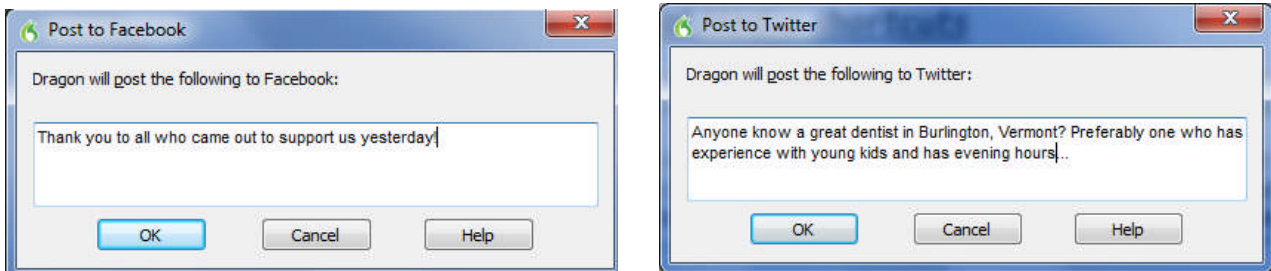 Post to Facebook
Dragon will post the following to Facebook:
Thank you to all who came out to support us yesterday!
OK Cancel Help
Post to Twitter
Dragon will post the following to Twitter:
Anyone know a great dentist in Burlington, Vermont? Preferably one who has
experience with young kids and has evening hours...
OK Cancel Help